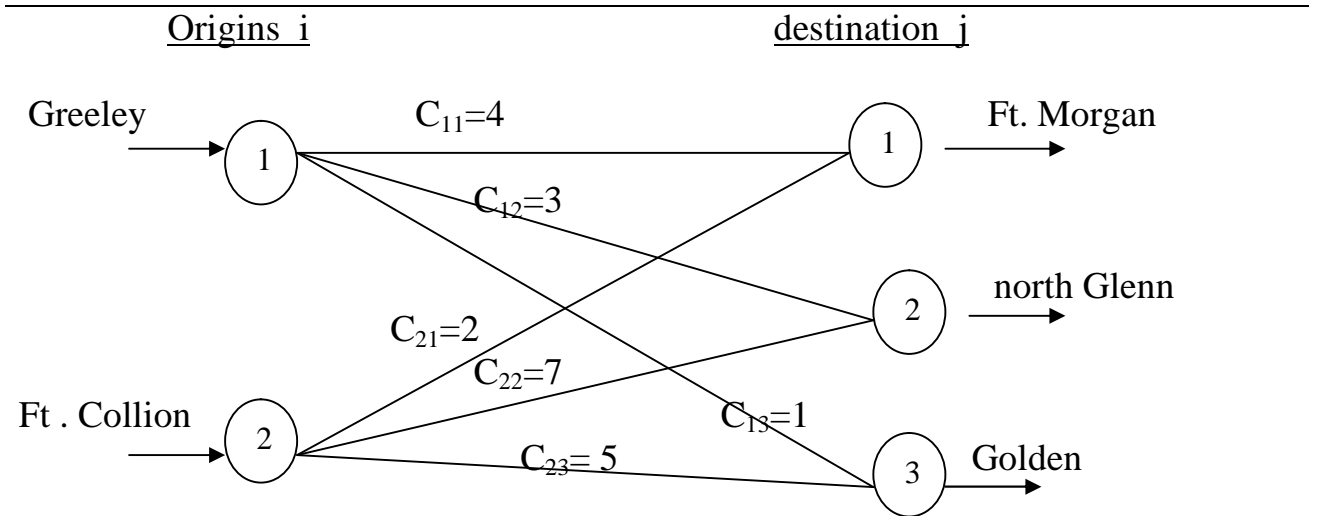 Origins i destination j
Greeley C₁₁=4 Ft. Morgan
1 1
C₁₂=3
north Glenn
2
C₂₁=2
C₂₂=7
Ft . Collion C₁₃=1
2
C₂₃= 5 Golden
3